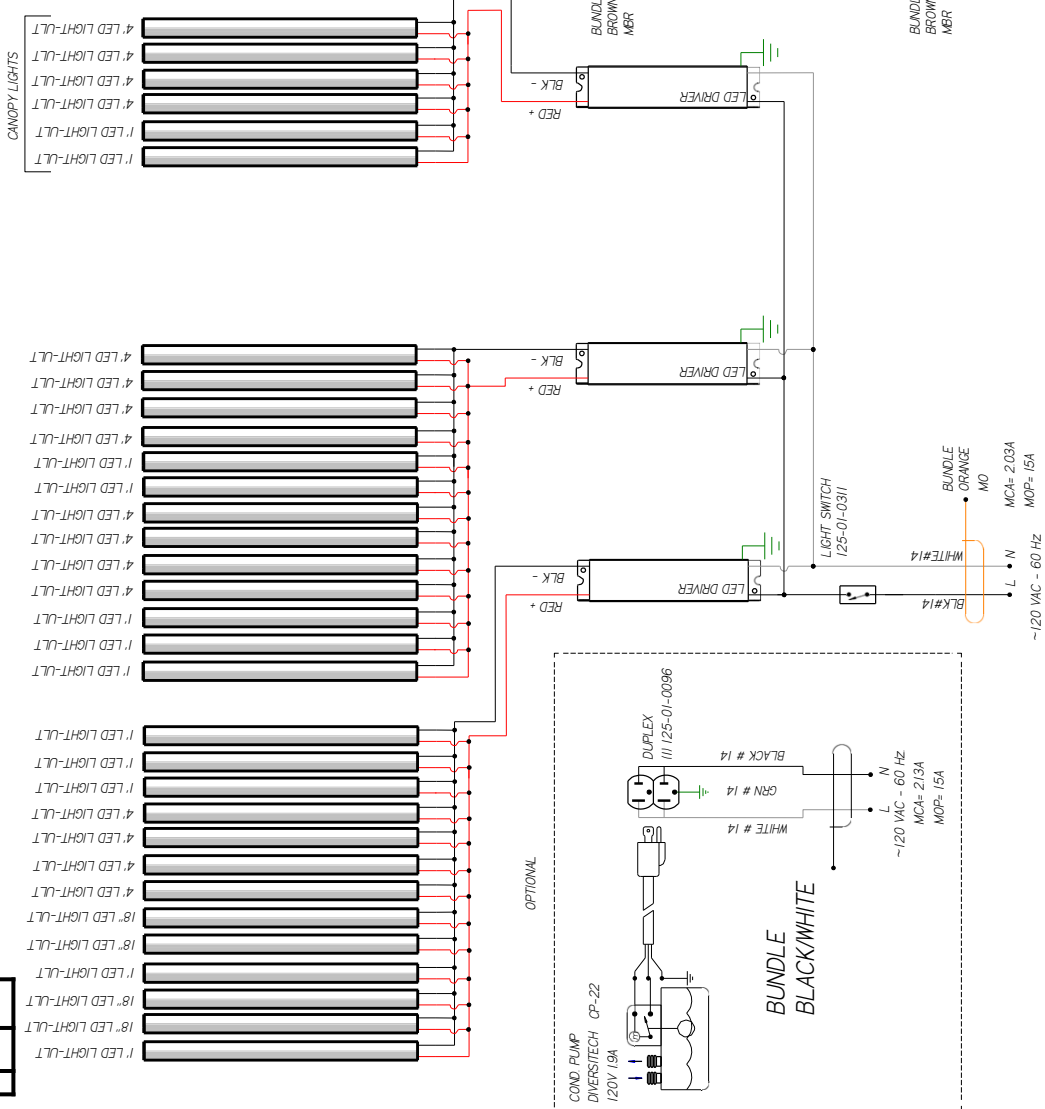 CANOPY LIGHTS
4' LED LIGHT-ULT
4' LED LIGHT-ULT
4' LED LIGHT-ULT
4' LED LIGHT-ULT
1' LED LIGHT-ULT
1' LED LIGHT-ULT
BLK -
RED +
LED DRIVER
BROWN
MBR
BROWN
MBR
4' LED LIGHT-ULT
4' LED LIGHT-ULT
4' LED LIGHT-ULT
4' LED LIGHT-ULT
1' LED LIGHT-ULT
1' LED LIGHT-ULT
4' LED LIGHT-ULT
4' LED LIGHT-ULT
4' LED LIGHT-ULT
4' LED LIGHT-ULT
1' LED LIGHT-ULT
1' LED LIGHT-ULT
1' LED LIGHT-ULT
BLK -
RED +
LED DRIVER
1' LED LIGHT-ULT
1' LED LIGHT-ULT
1' LED LIGHT-ULT
4' LED LIGHT-ULT
4' LED LIGHT-ULT
4' LED LIGHT-ULT
4' LED LIGHT-ULT
18" LED LIGHT-ULT
18" LED LIGHT-ULT
1' LED LIGHT-ULT
18" LED LIGHT-ULT
18" LED LIGHT-ULT
1' LED LIGHT-ULT
BLK -
RED +
LED DRIVER
LIGHT SWITCH
125-01-0311
BUNDLE
ORANGE
MO
WHITE#14
BLK#14
L
N
~120 VAC - 60 Hz
MCA= 2.03A
MOP= 15A
OPTIONAL
DUPLEX
111 125-01-0096
BLACK # 14
GRN # 14
WHITE # 14
L
N
~120 VAC - 60 Hz
MCA= 2.13A
MOP= 15A
BUNDLE
BLACK/WHITE
COND. PUMP
DIVERSITECH CP-22
120V 1.9A